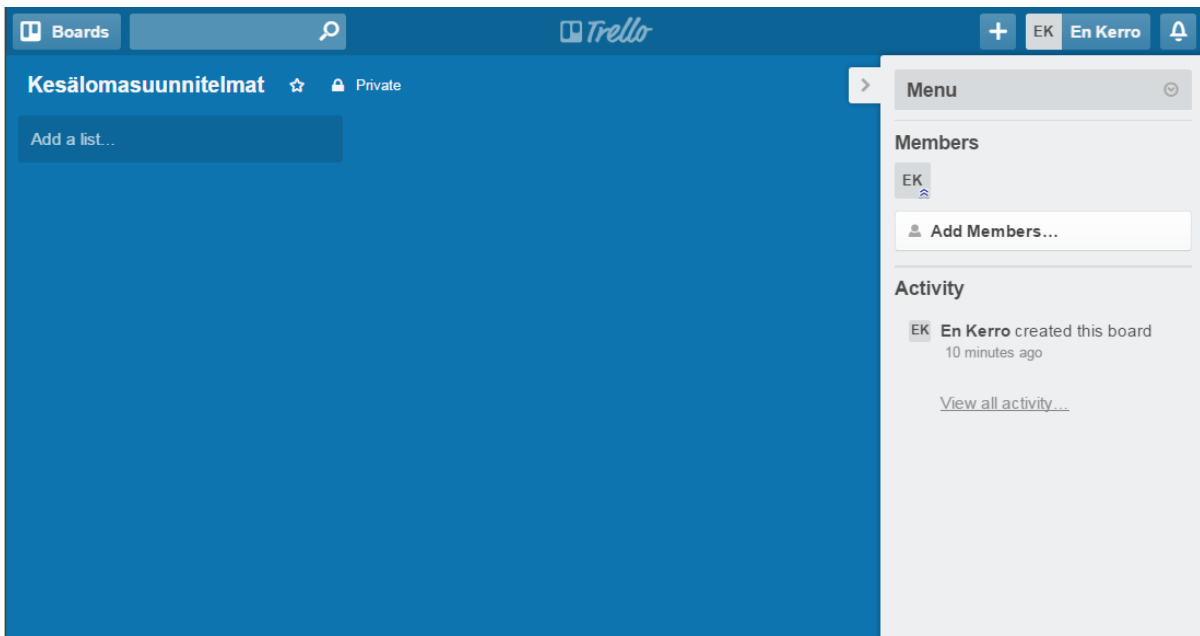 Boards
Trello
EK En Kerro
Kesälomasuunnitelmat Private
Add a list...
Menu
Members
EK
Add Members...
Activity
EK En Kerro created this board
10 minutes ago
View all activity...